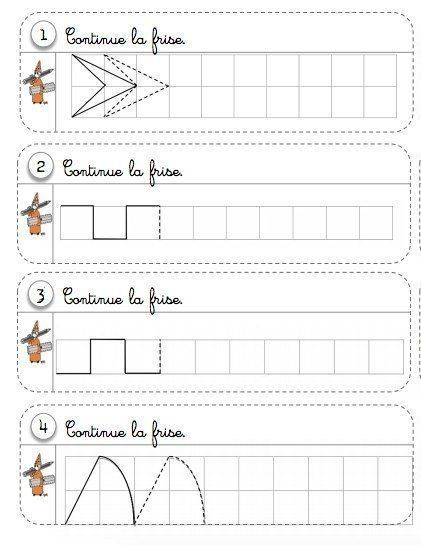 1 Continue la frise.
2 Continue la frise.
3 Continue la frise.
4 Continue la frise.